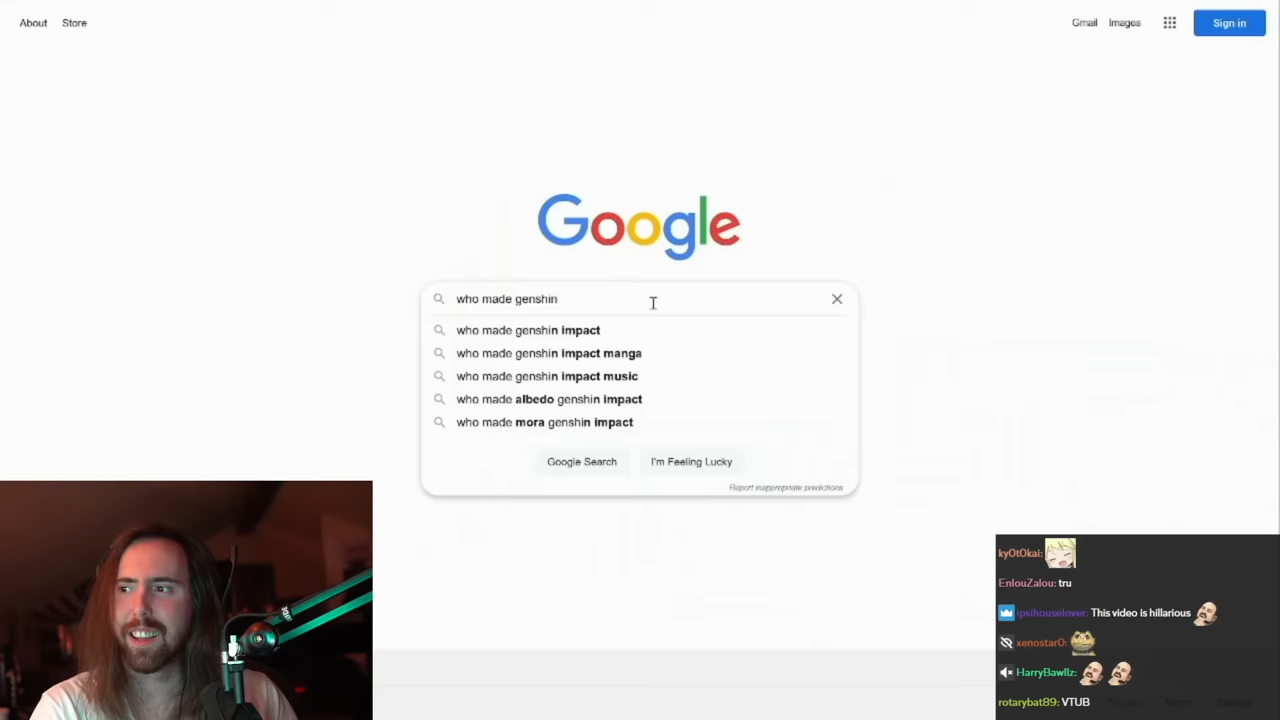 About Store
Gmail Images Sign in
Google
who made genshin
who made genshin impact
who made genshin impact manga
who made genshin impact music
who made albedo genshin impact
who made mora genshin impact
Google Search I'm Feeling Lucky
Report inappropriate predictions
kyOtOkai:
EnlouZalou: tru
ipsihouselover: This video is hillarious
xenostar0:
HarryBawllz:
rotarybat89: VTUB